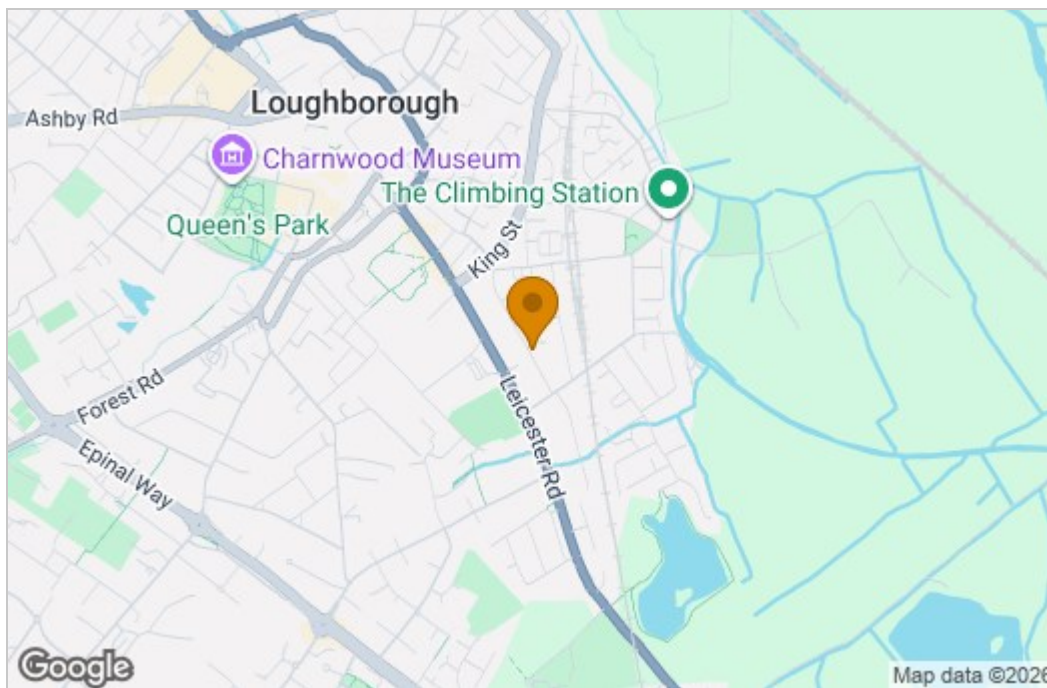 Loughborough
Ashby Rd
Charnwood Museum
The Climbing Station
Queen's Park
King St
Leicester Rd
Forest Rd
Epinal Way
Google
Map data ©2026